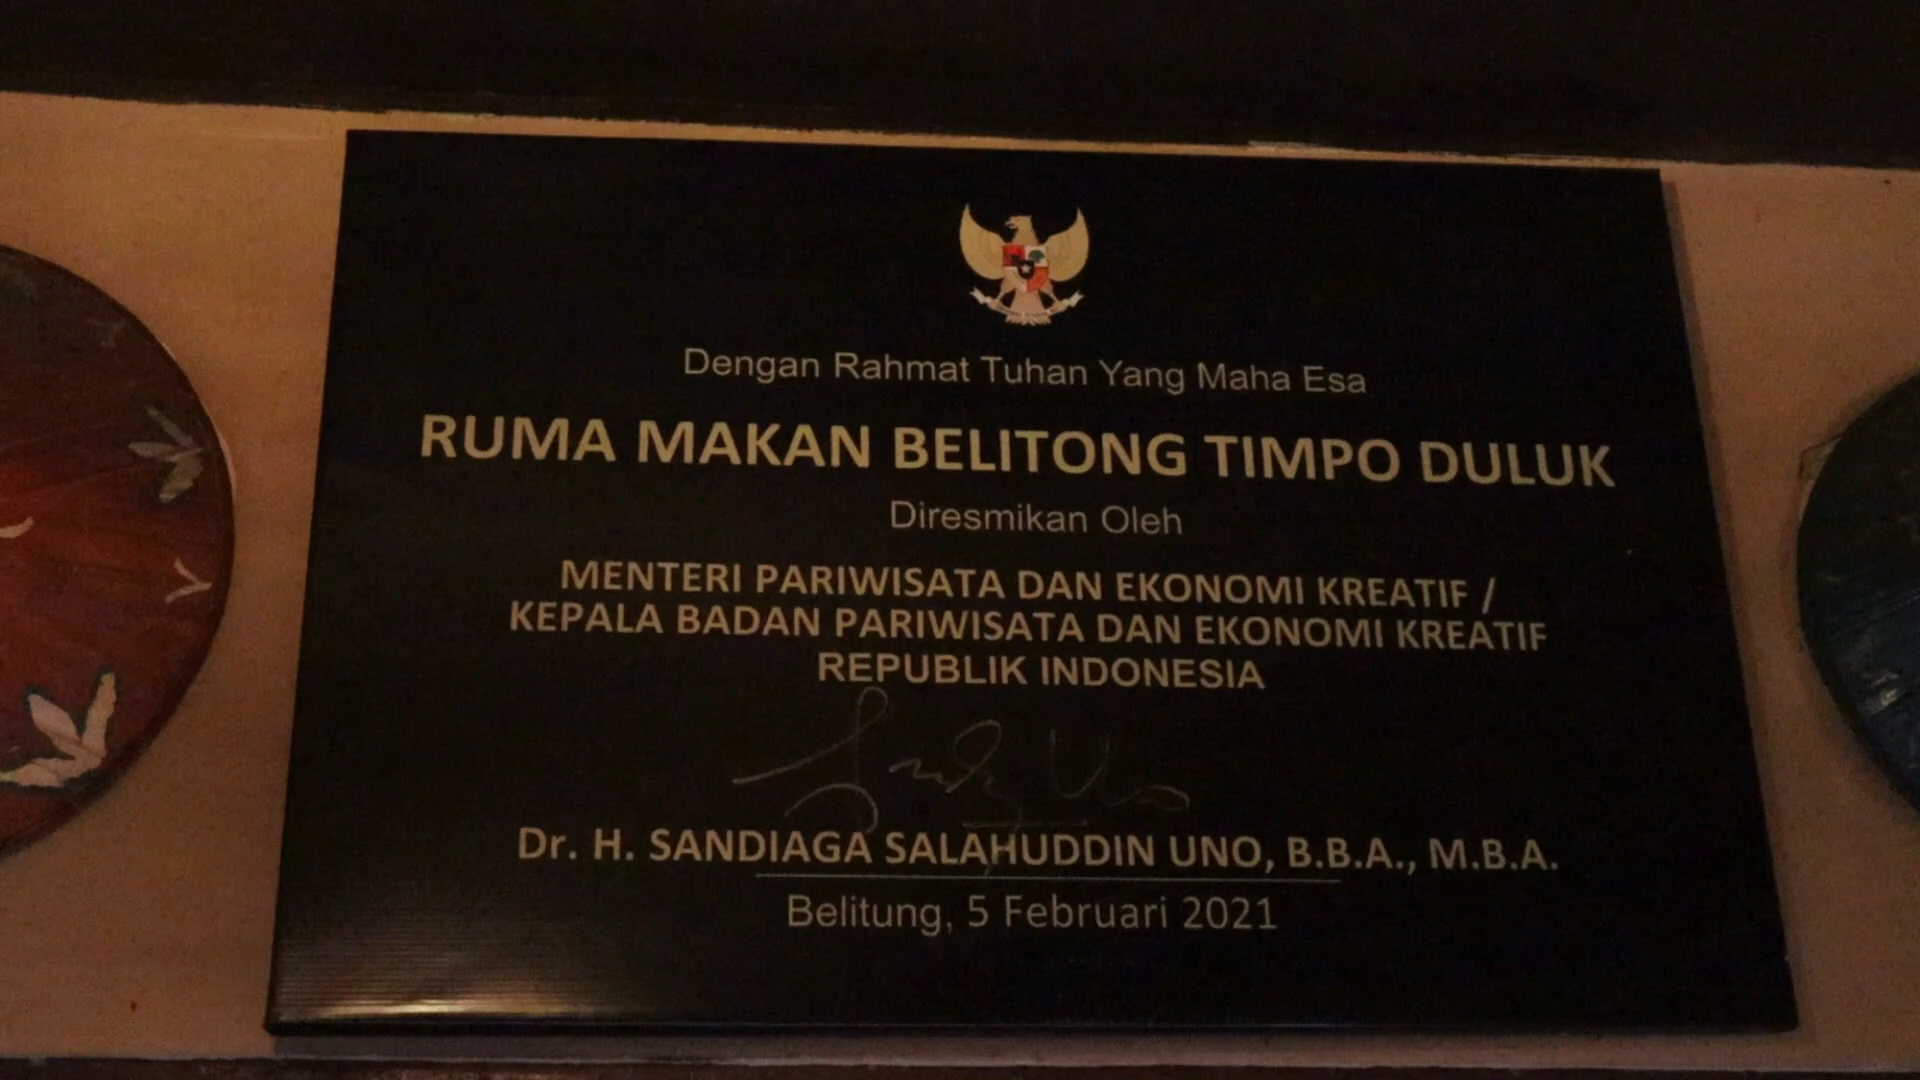 Dengan Rahmat Tuhan Yang Maha Esa
RUMA MAKAN BELITONG TIMPO DULUK
Diresmikan Oleh
MENTERI PARIWISATA DAN EKONOMI KREATIF /
KEPALA BADAN PARIWISATA DAN EKONOMI KREATIF
REPUBLIK INDONESIA
Dr. H. SANDIAGA SALAHUDDIN UNO, B.B.A., M.B.A.
Belitung, 5 Februari 2021